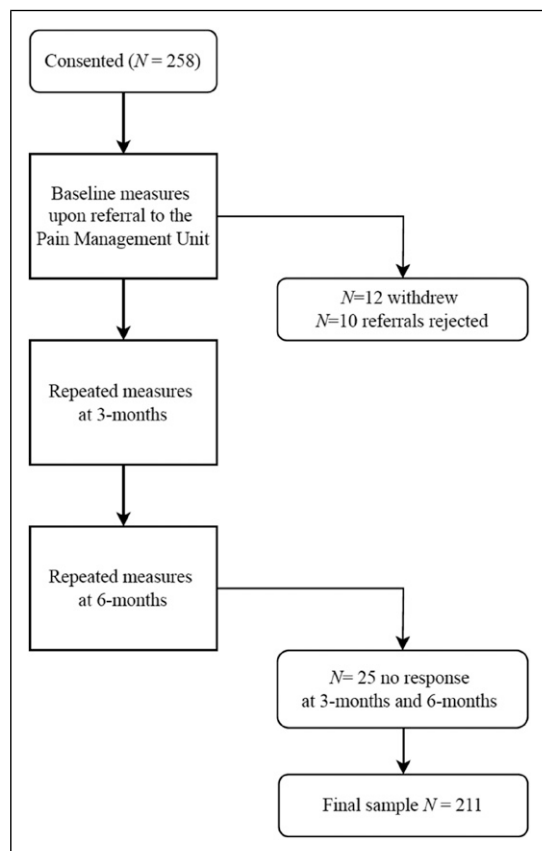 Consented (N = 258)
Baseline measures
upon referral to the
Pain Management Unit
N=12 withdrew
N=10 referrals rejected
Repeated measures
at 3-months
Repeated measures
at 6-months
N= 25 no response
at 3-months and 6-months
Final sample N = 211